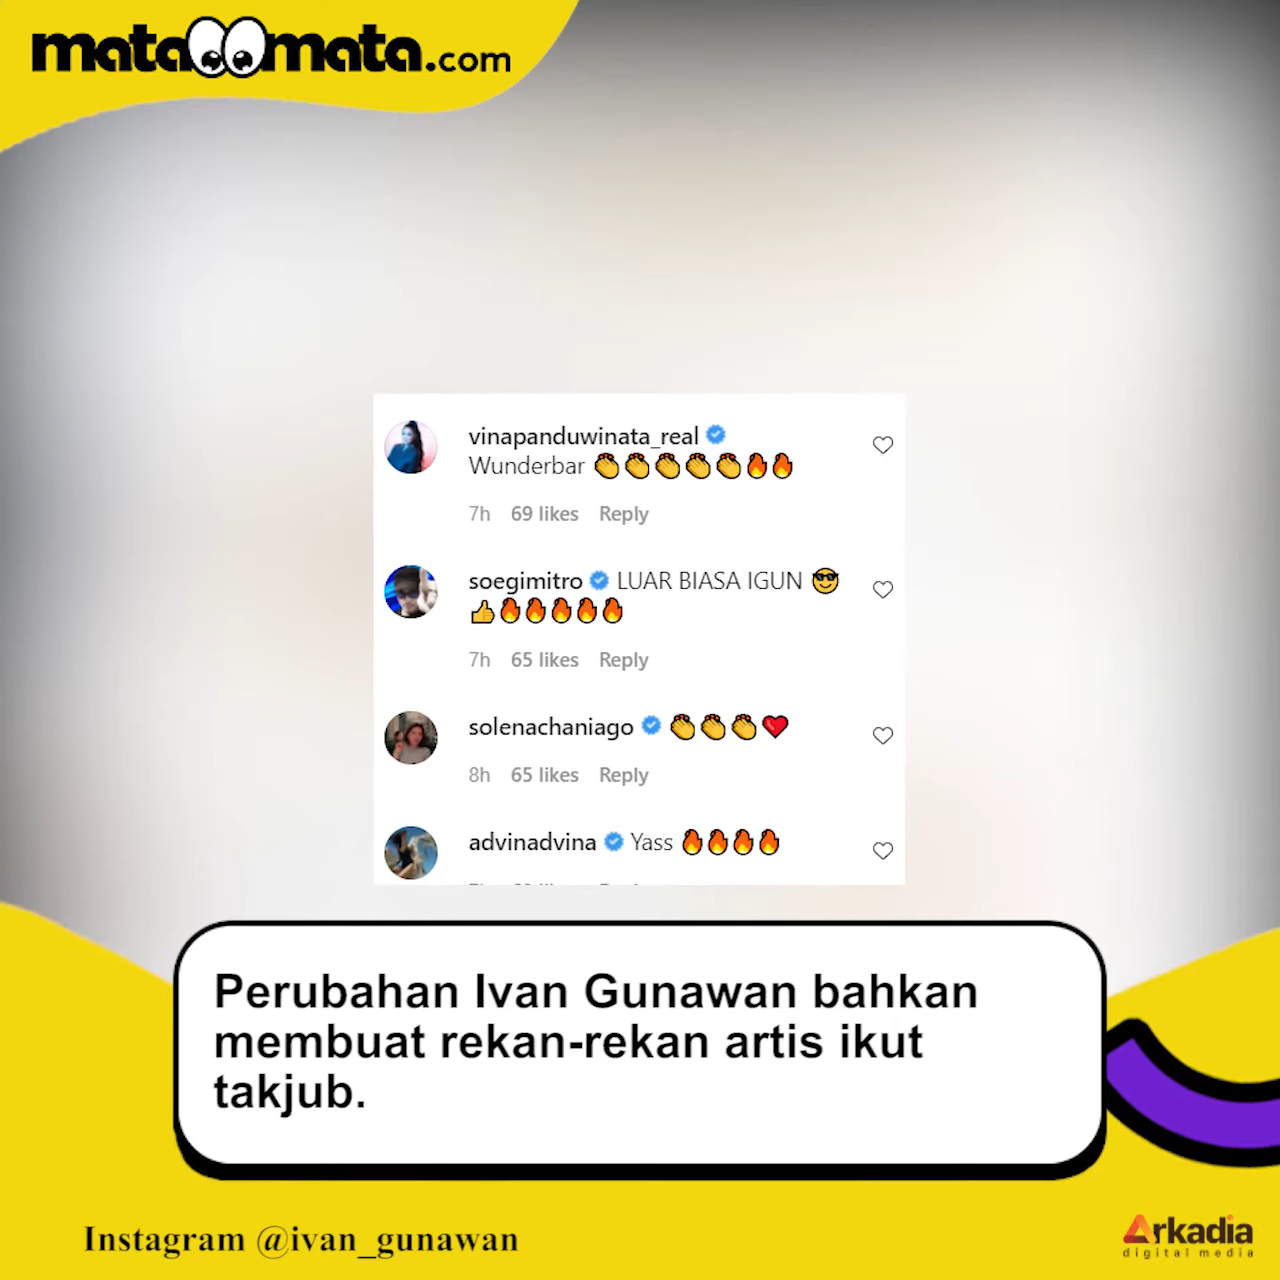 matamata.com
vinapanduwinata_real
Wunderbar 👏👏👏👏👏🔥🔥
7h 69 likes Reply
soegimitro LUAR BIASA IGUN 😎
👍🔥🔥🔥🔥🔥
7h 65 likes Reply
solenachaniago 👏👏👏❤️
8h 65 likes Reply
advinadvina Yass 🔥🔥🔥🔥
Perubahan Ivan Gunawan bahkan
membuat rekan-rekan artis ikut
takjub.
Instagram @ivan_gunawan
Arkadia
digital media